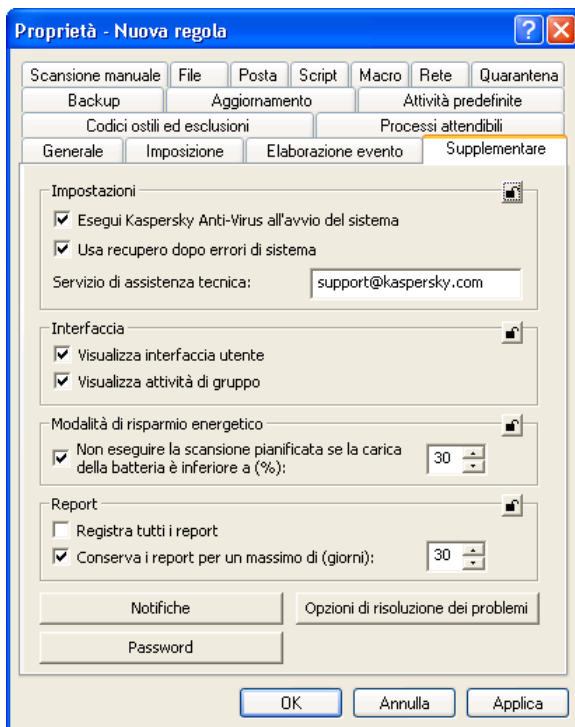 Proprietà - Nuova regola
Scansione manuale File Posta Script Macro Rete Quarantena
Backup Aggiornamento Attività predefinite
Codici ostili ed esclusioni Processi attendibili
Generale Imposizione Elaborazione evento Supplementare
Impostazioni
Esegui Kaspersky Anti-Virus all'avvio del sistema
Usa recupero dopo errori di sistema
Servizio di assistenza tecnica: support@kaspersky.com
Interfaccia
Visualizza interfaccia utente
Visualizza attività di gruppo
Modalità di risparmio energetico
Non eseguire la scansione pianificata se la carica
della batteria è inferiore a (%): 30
Report
Registra tutti i report
Conserva i report per un massimo di (giorni): 30
Notifiche Opzioni di risoluzione dei problemi
Password
OK Annulla Applica